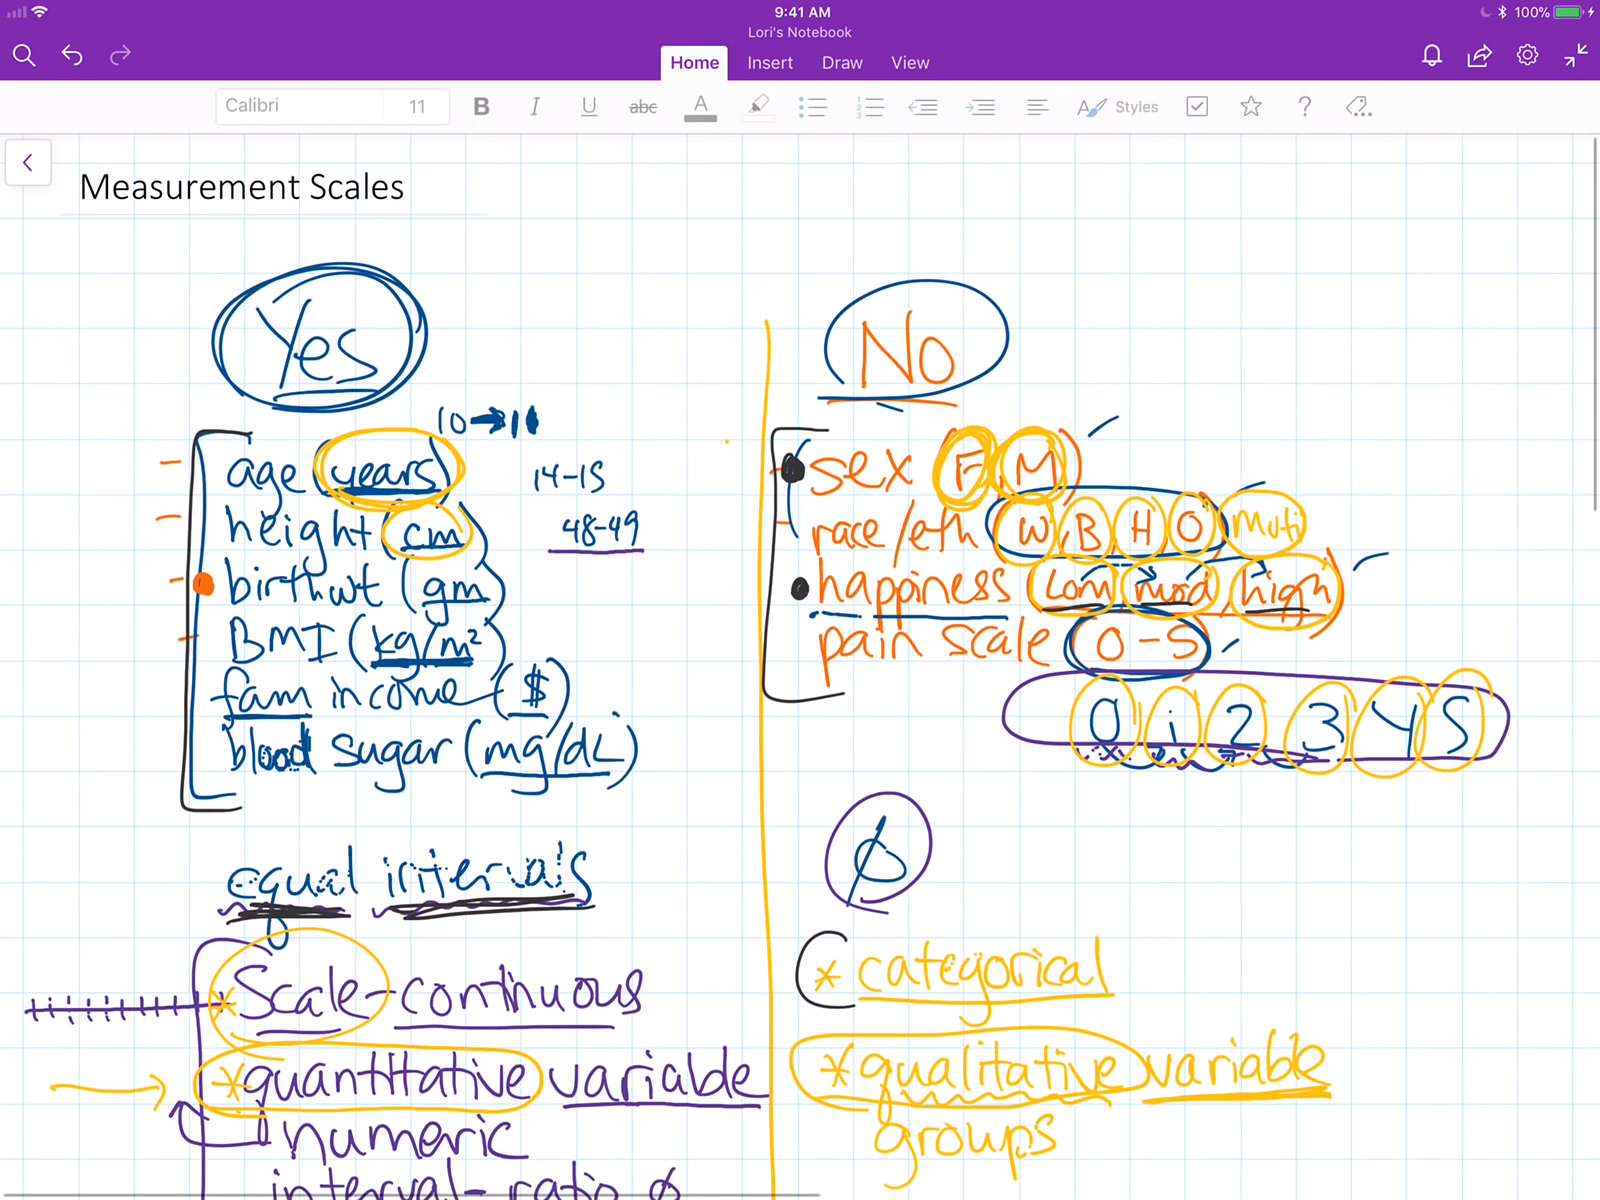 9:41 AM
100%
Lori's Notebook
Home Insert Draw View
Calibri 11 B I U abc A Styles
Measurement Scales
Yes
10→11
age (years) 14-15
height (cm) 48-49
birthwt (gm)
BMI (kg/m²)
fam income ($)
blood sugar (mg/dL)
equal intervals
*Scale-continuous
*quantitative variable
numeric
interval-ratio
No
sex (F, M)
race/eth (W, B, H, O) Multi
happiness (low, mod, high)
pain scale (0-5)
0 1 2 3 4 5
* categorical
*qualitative variable
groups